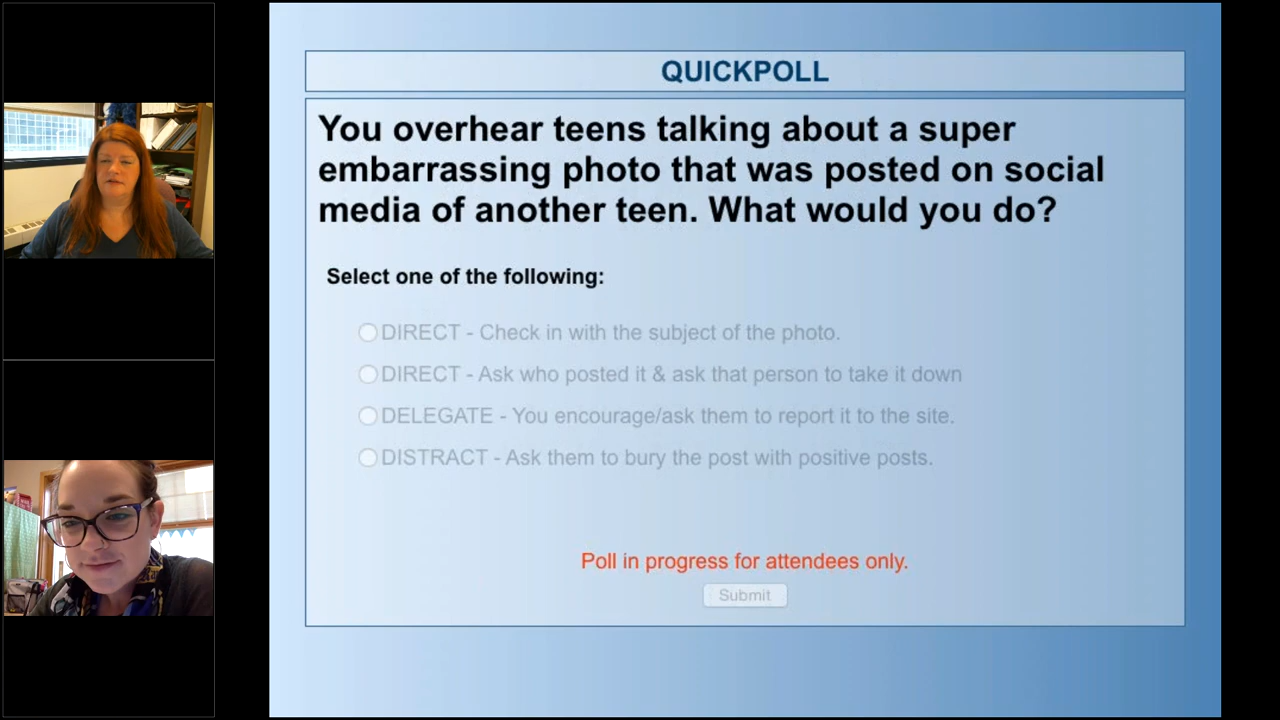 QUICKPOLL
You overhear teens talking about a super
embarrassing photo that was posted on social
media of another teen. What would you do?
Select one of the following:
DIRECT - Check in with the subject of the photo.
DIRECT - Ask who posted it & ask that person to take it down
DELEGATE - You encourage/ask them to report it to the site.
DISTRACT - Ask them to bury the post with positive posts.
Poll in progress for attendees only.
Submit